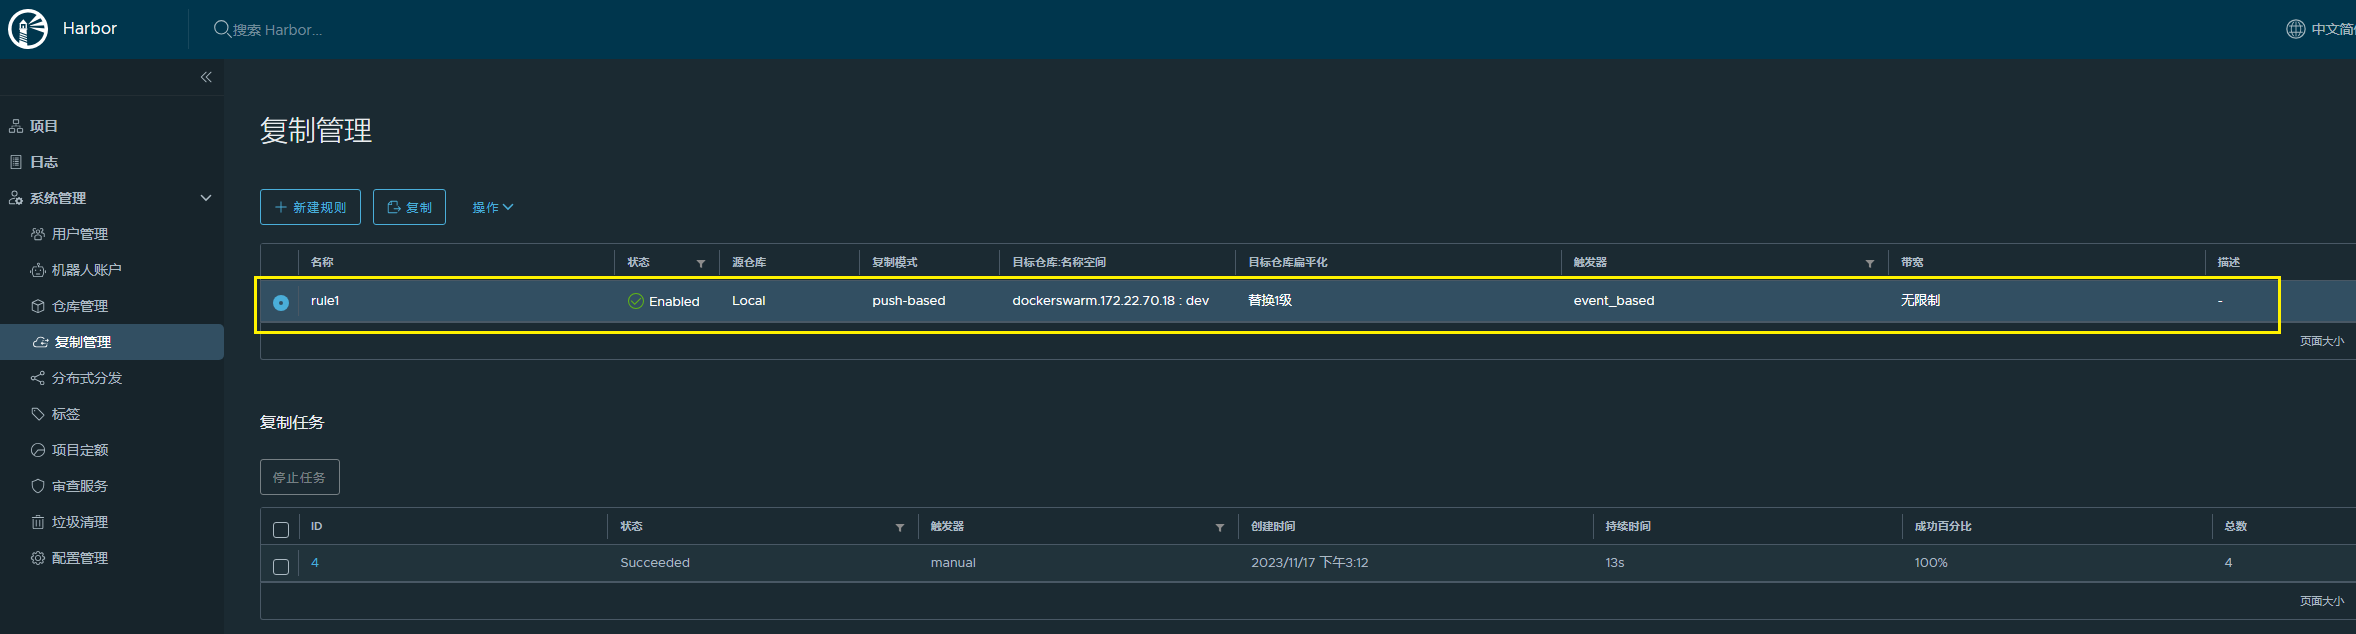 Harbor
搜索 Harbor...
中文简
项目
日志
系统管理
用户管理
机器人账户
仓库管理
复制管理
分布式分发
标签
项目定额
审查服务
垃圾清理
配置管理
复制管理
新建规则 复制 操作
名称 状态 源仓库 复制模式 目标仓库:名称空间 目标仓库扁平化 触发器 带宽 描述
rule1 Enabled Local push-based dockerswarm.172.22.70.18 : dev 替换1级 event_based 无限制 -
页面大小
复制任务
停止任务
ID 状态 触发器 创建时间 持续时间 成功百分比 总数
4 Succeeded manual 2023/11/17 下午3:12 13s 100% 4
页面大小